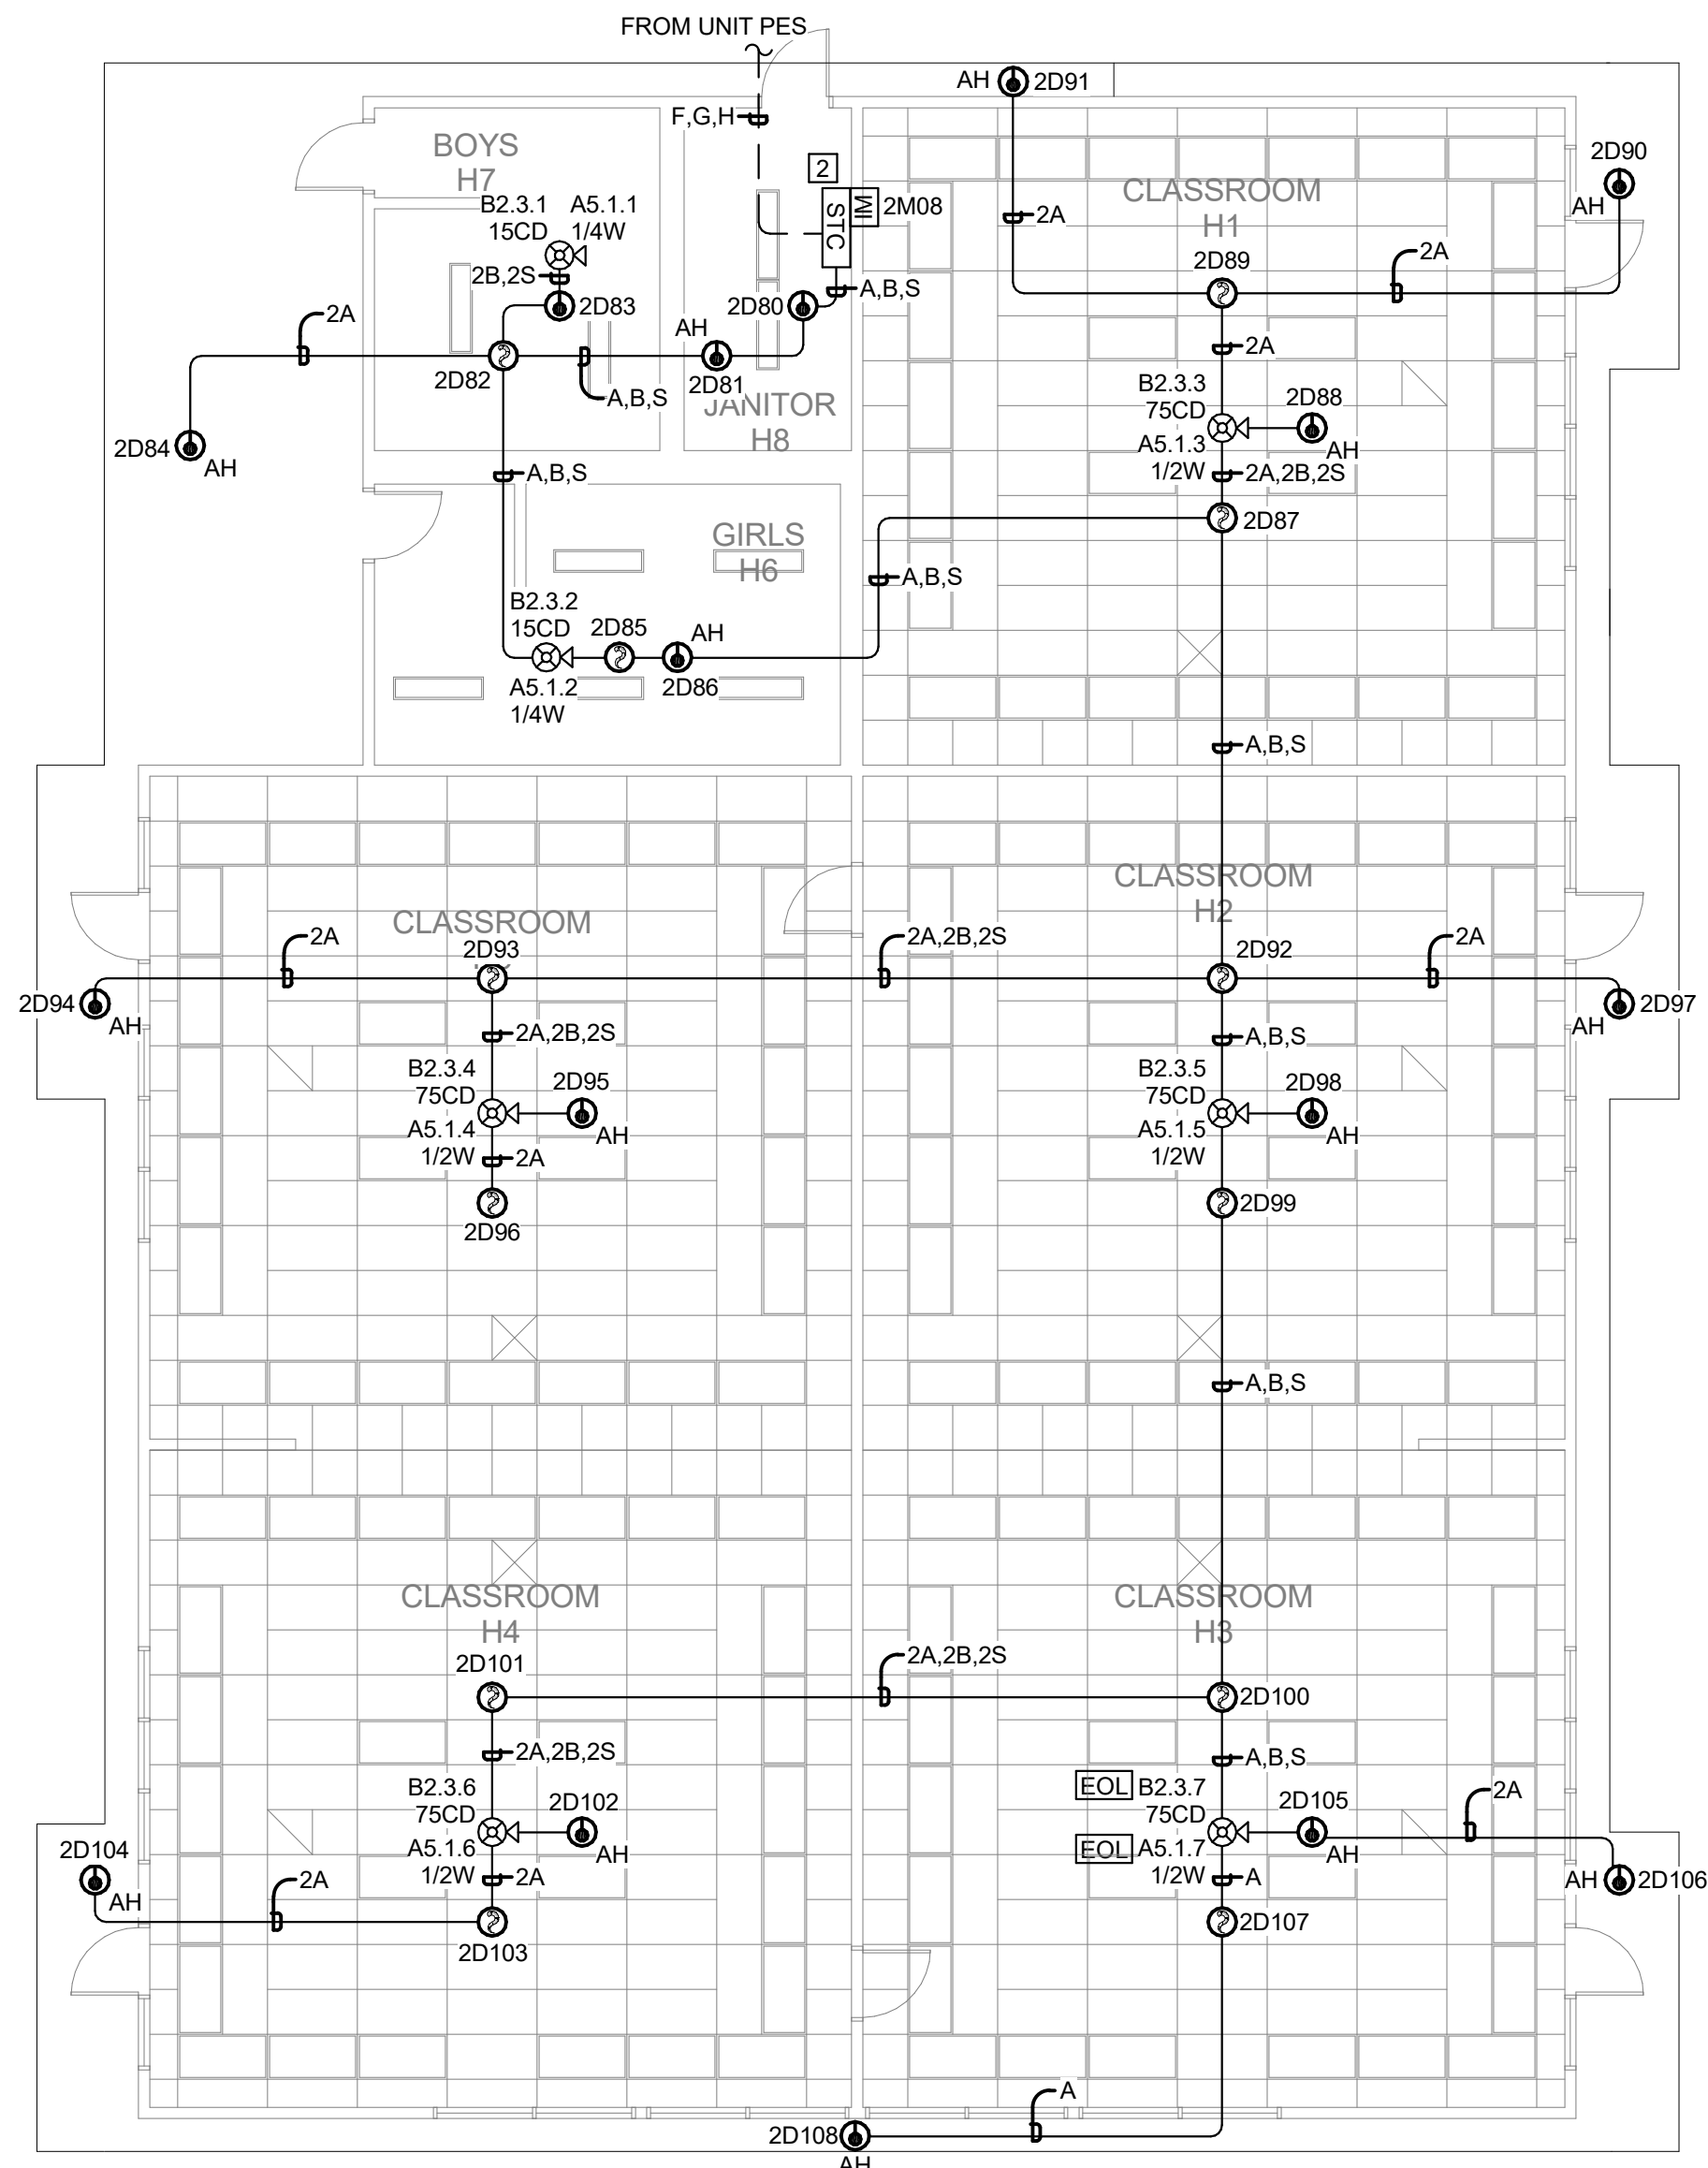 FROM UNIT PES
AH 2D91
F,G,H
BOYS
H7
2
2D90
AH
CLASSROOM
H1
B2.3.1
15CD
A5.1.1
1/4W
STC
IM
2M08
2A
2A
2D89
2B,2S
2D83
2D80
A,B,S
2A
AH
2D82
2D81
A,B,S
JANITOR
H8
2A
B2.3.3
75CD
2D88
AH
A5.1.3
1/2W
2A,2B,2S
2D84
AH
A,B,S
2D87
GIRLS
H6
A,B,S
B2.3.2
15CD
2D85
AH
A5.1.2
1/4W
2D86
A,B,S
CLASSROOM
H2
CLASSROOM
2A
2D93
2A,2B,2S
2D92
2A
2D94
AH
2D97
AH
2A,2B,2S
A,B,S
B2.3.4
75CD
2D95
AH
A5.1.4
1/2W
2A
2D96
B2.3.5
75CD
2D98
AH
A5.1.5
1/2W
2D99
A,B,S
CLASSROOM
H4
CLASSROOM
H3
2D101
2A,2B,2S
2D100
2A,2B,2S
A,B,S
B2.3.6
75CD
2D102
AH
A5.1.6
1/2W
2A
EOL B2.3.7
75CD
2D105
AH
2A
EOL A5.1.7
1/2W
A
2D104
AH
2A
2D103
AH 2D106
2D107
A
2D108
AH